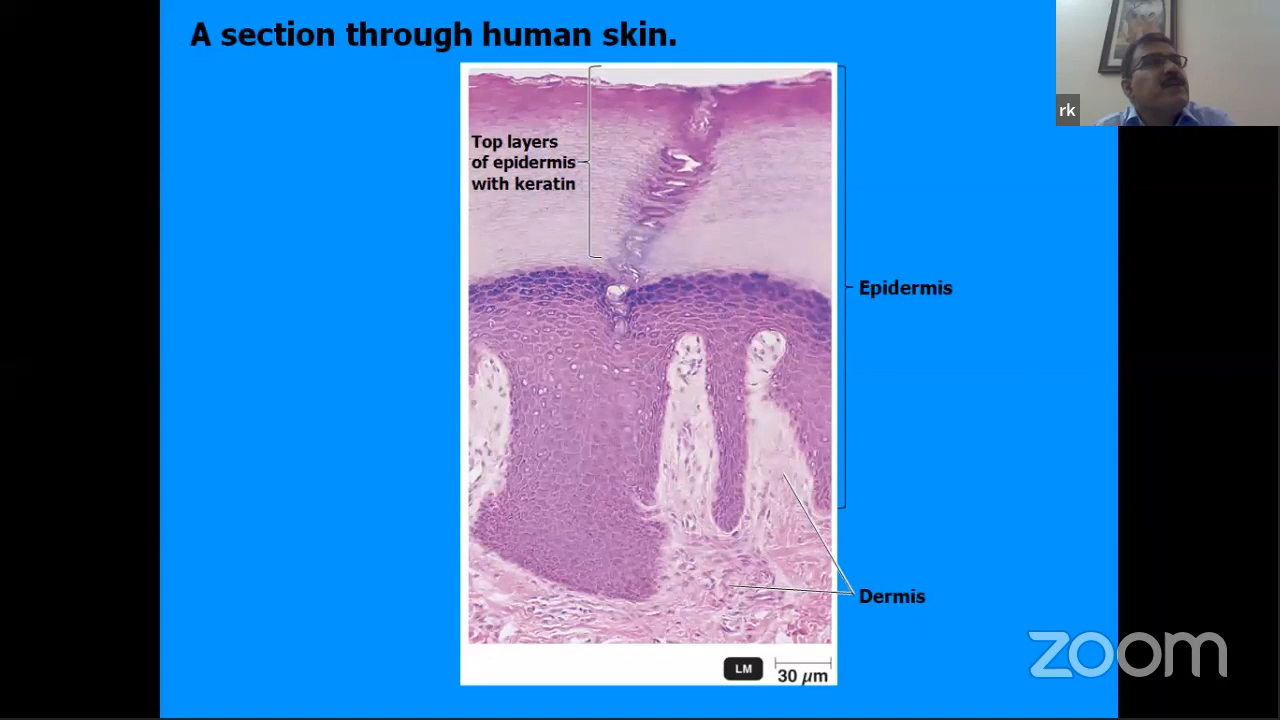 A section through human skin.
rk
Top layers
of epidermis
with keratin
Epidermis
Dermis
LM
30 μm
zoom